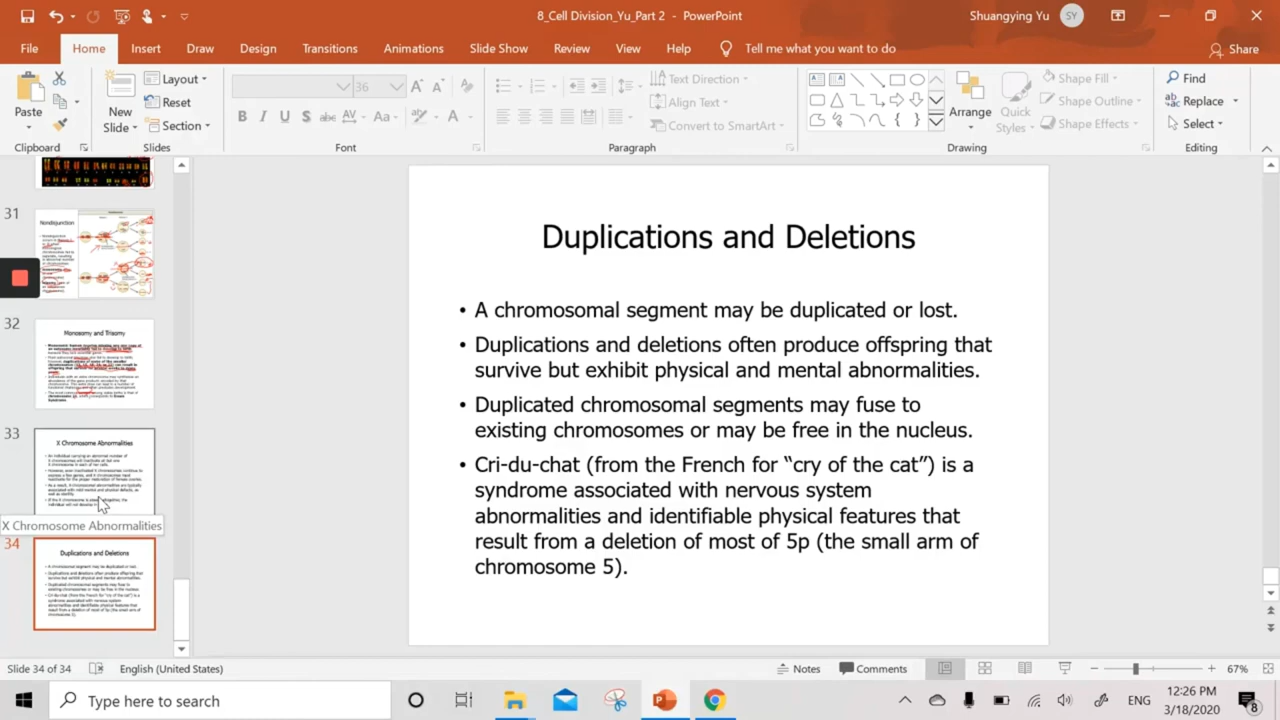 8_Cell Division_Yu_Part 2 - PowerPoint
Shuangying Yu
SY
File Home Insert Draw Design Transitions Animations Slide Show Review View Help Tell me what you want to do
Share
Paste
New
Slide
Layout
Reset
Section
36
Text Direction
Align Text
Convert to SmartArt
Arrange
Quick
Styles
Shape Fill
Shape Outline
Shape Effects
Find
Replace
Select
Clipboard Slides Font Paragraph Drawing Editing
31
Nondisjunction
32
Monosomy and Trisomy
33
X Chromosome Abnormalities
X Chromosome Abnormalities
34
Duplications and Deletions
Duplications and Deletions
• A chromosomal segment may be duplicated or lost.
• Duplications and deletions often produce offspring that
survive but exhibit physical and mental abnormalities.
• Duplicated chromosomal segments may fuse to
existing chromosomes or may be free in the nucleus.
• Cri-du-chat (from the French for “cry of the cat”) is a
syndrome associated with nervous system
abnormalities and identifiable physical features that
result from a deletion of most of 5p (the small arm of
chromosome 5).
Slide 34 of 34
English (United States)
Notes
Comments
67%
Type here to search
ENG
12:26 PM
3/18/2020
8